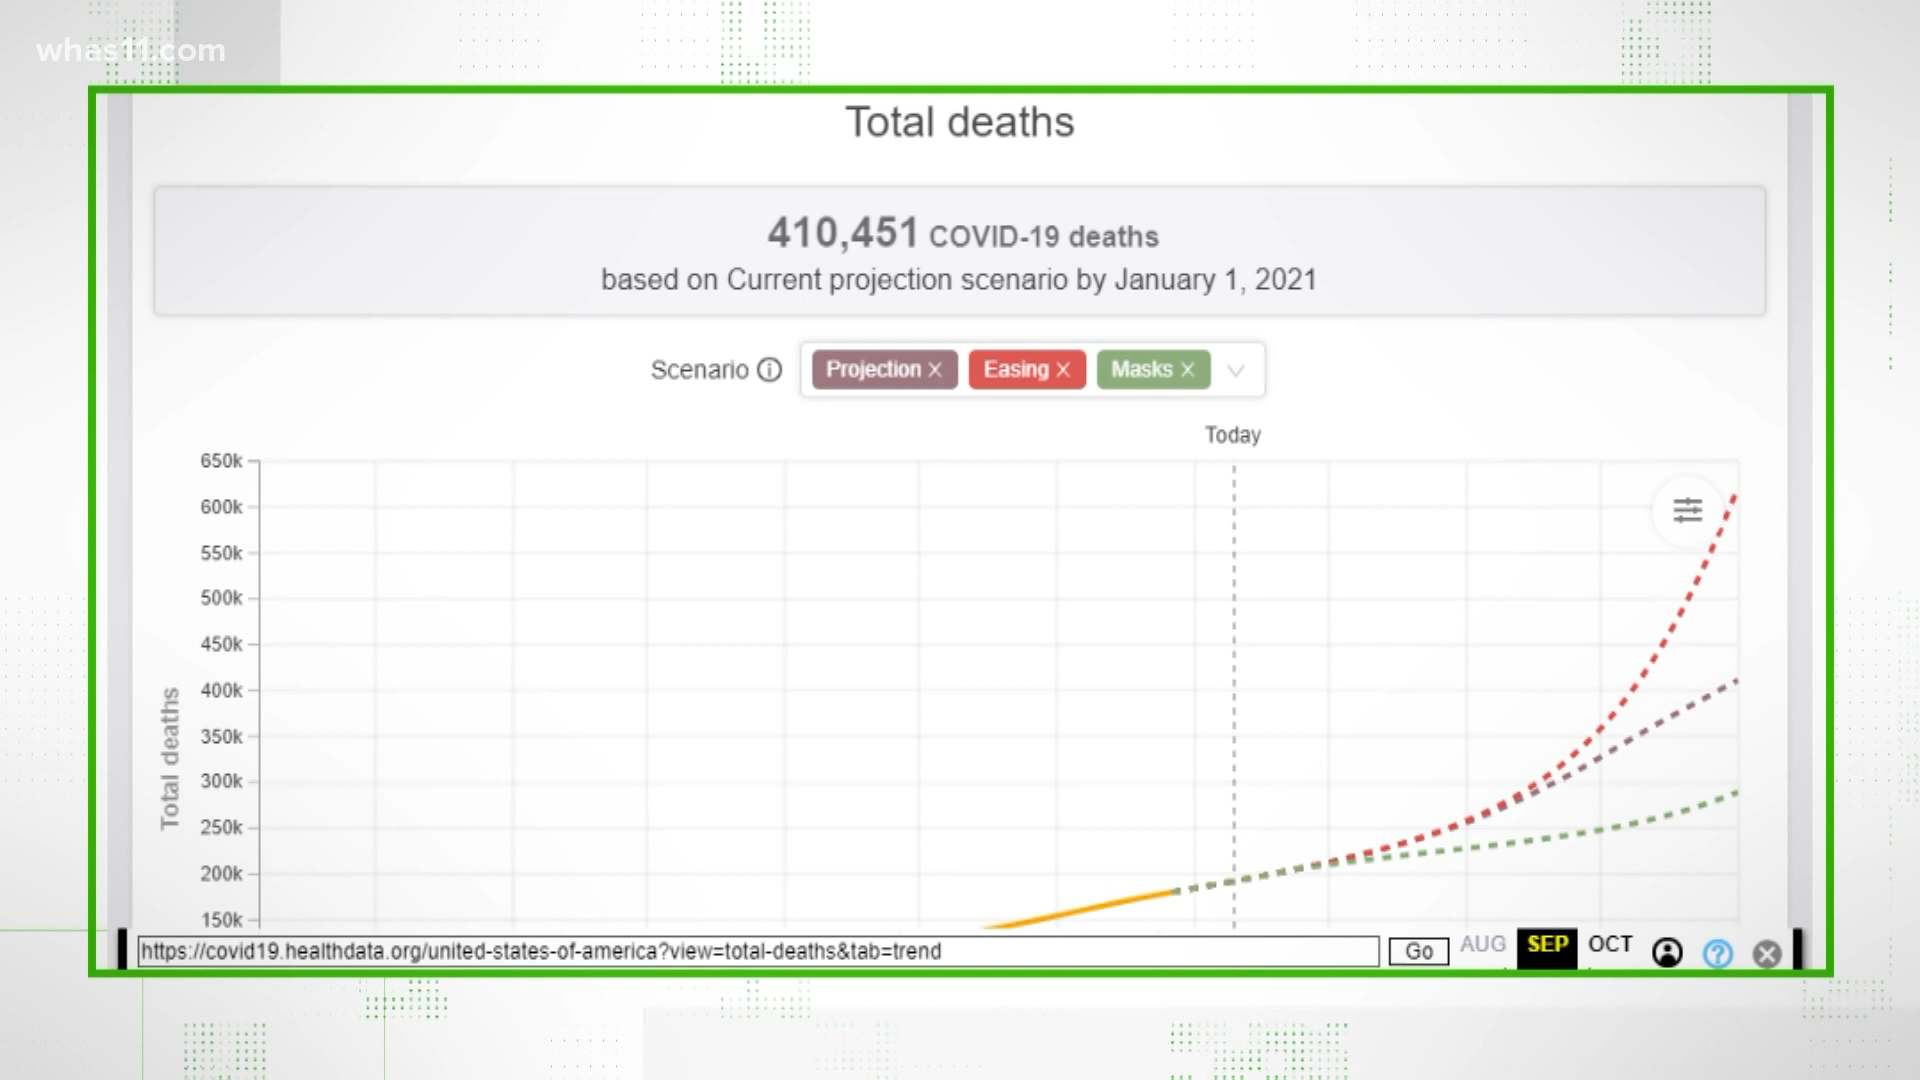 whas11.com
Total deaths
410,451 COVID-19 deaths
based on Current projection scenario by January 1, 2021
Scenario Projection Easing Masks
Today
650k
600k
550k
500k
450k
400k
350k
300k
250k
200k
150k
Total deaths
https://covid19.healthdata.org/united-states-of-america?view=total-deaths&tab=trend Go AUG SEP OCT